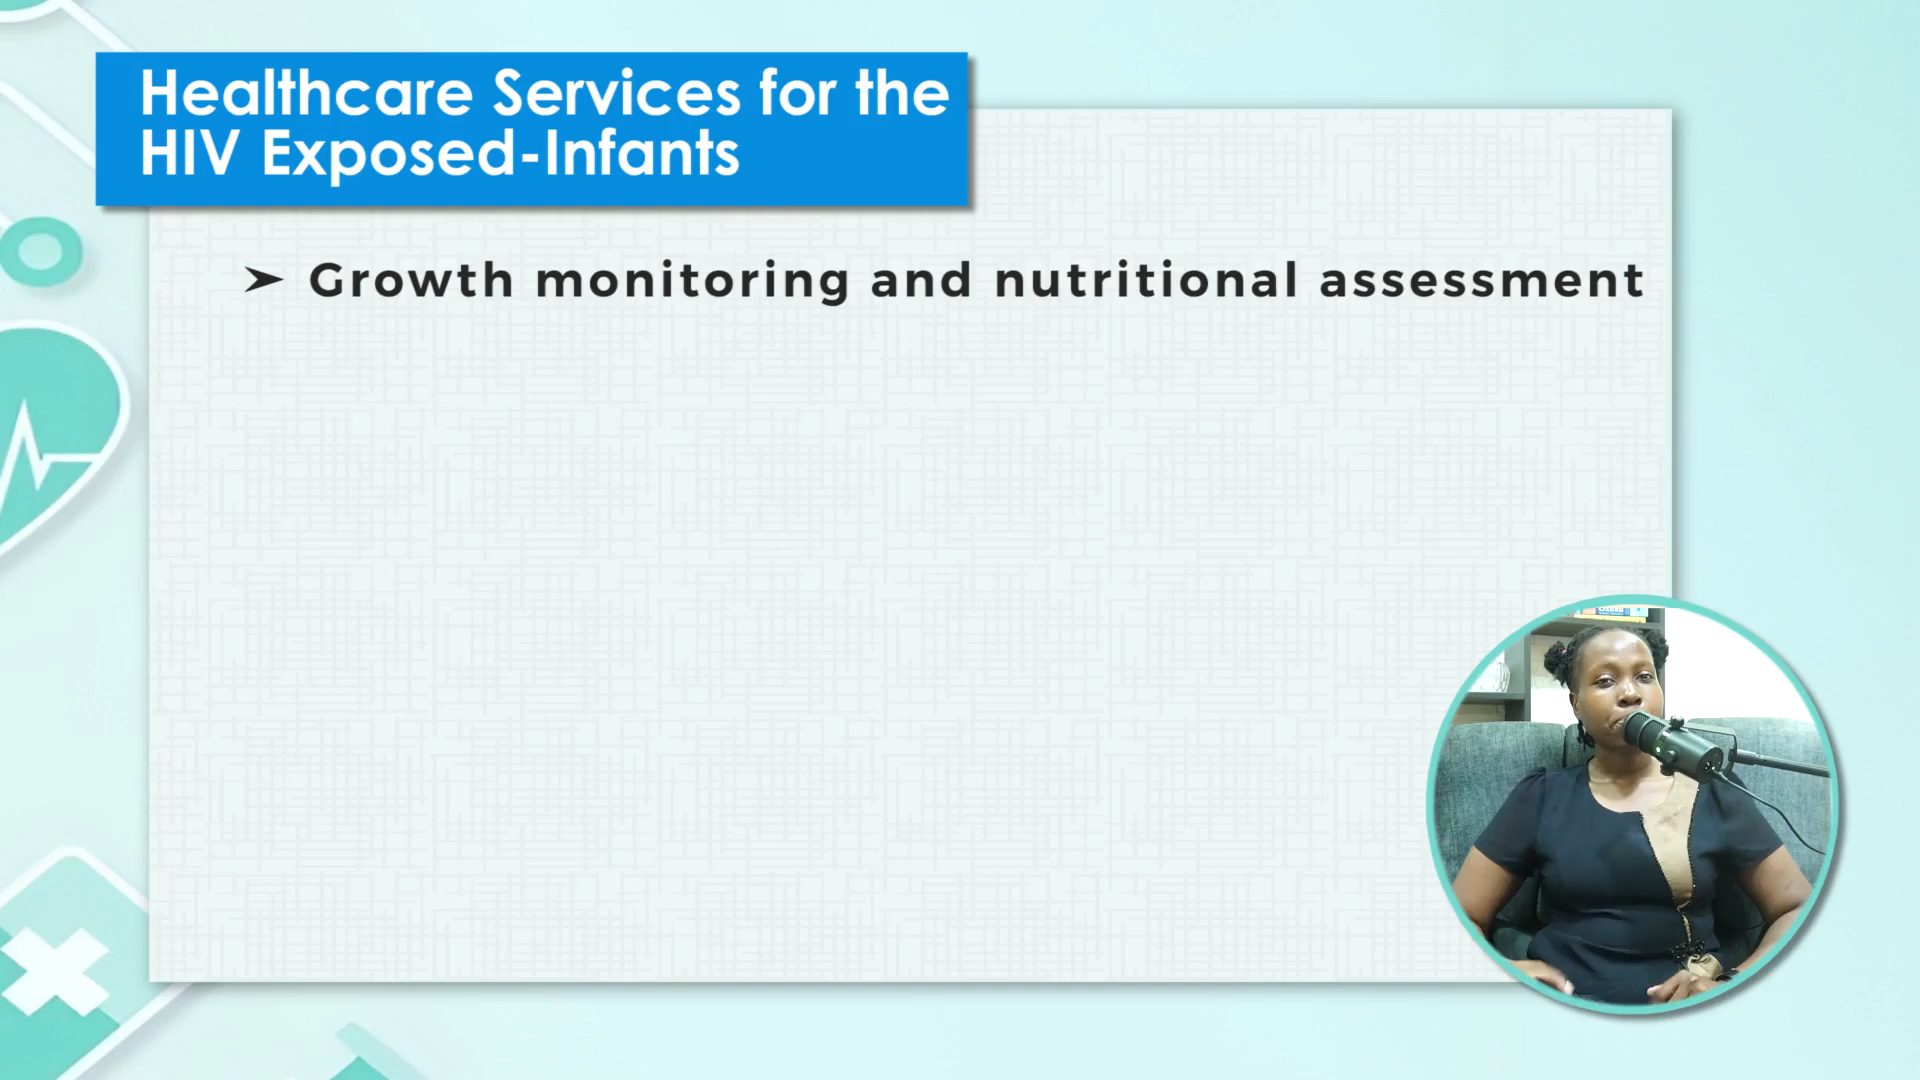 Healthcare Services for the
HIV Exposed-Infants
➤ Growth monitoring and nutritional assessment